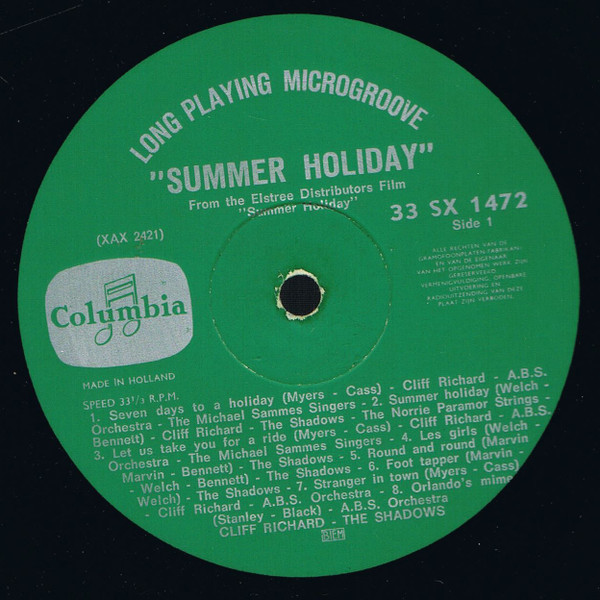 LONG PLAYING MICROGROOVE
"SUMMER HOLIDAY"
From the Elstree Distributors Film
"Summer Holiday"
33 SX 1472
Side 1
(XAX 2421)
ALLE RECHTEN VAN DE
GRAMOFOONPLATEN-FABRIKANT
EN VAN DE EIGENAAR
VAN HET OPGENOMEN WERK ZIJN
GERESERVEERD
VERMENIGVULDIGING, OPENBARE
UITVOERING EN
RADIOUITZENDING VAN DEZE
PLAAT ZIJN VERBODEN.
Columbia
MADE IN HOLLAND
SPEED 33⅓ R.P.M.
1. Seven days to a holiday (Myers - Cass) - Cliff Richard - A.B.S.
Orchestra - The Michael Sammes Singers - 2. Summer holiday (Welch -
Bennett) - Cliff Richard - The Shadows - The Norrie Paramor Strings -
3. Let us take you for a ride (Myers - Cass) - Cliff Richard - A.B.S.
Orchestra - The Michael Sammes Singers - 4. Les girls (Welch -
Marvin - Bennett) - The Shadows - 5. Round and round (Marvin
- Welch - Bennett) - The Shadows - 6. Foot tapper (Marvin -
Welch) - The Shadows - 7. Stranger in town (Myers - Cass)
- Cliff Richard - A.B.S. Orchestra - 8. Orlando's mime
(Stanley - Black) - A.B.S. Orchestra
CLIFF RICHARD - THE SHADOWS
BIEM